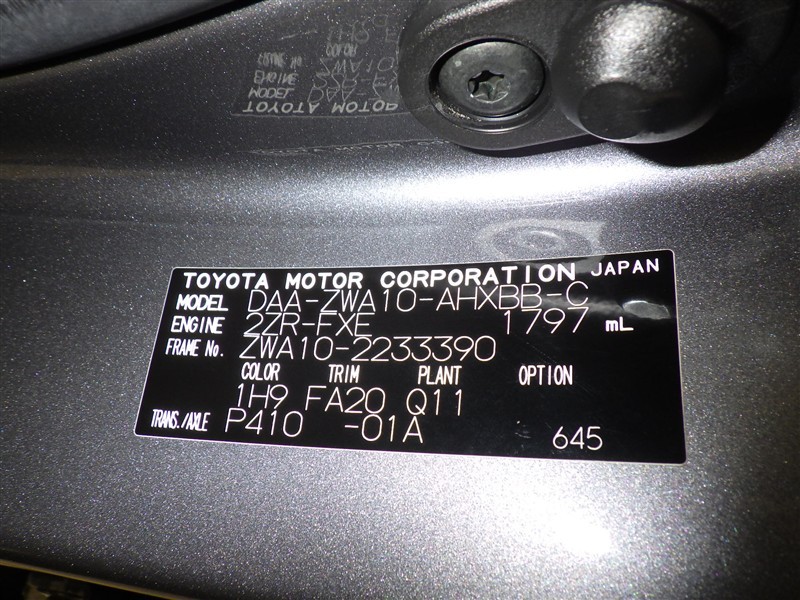 TOYOTA MOTOR CORPORATION JAPAN
MODEL DAA-ZWA10-AHXBB-C
ENGINE 2ZR-FXE 1797 mL
FRAME No. ZWA10-2233390
COLOR TRIM PLANT OPTION
1H9 FA20 Q11
TRANS./AXLE P410 -01A 645